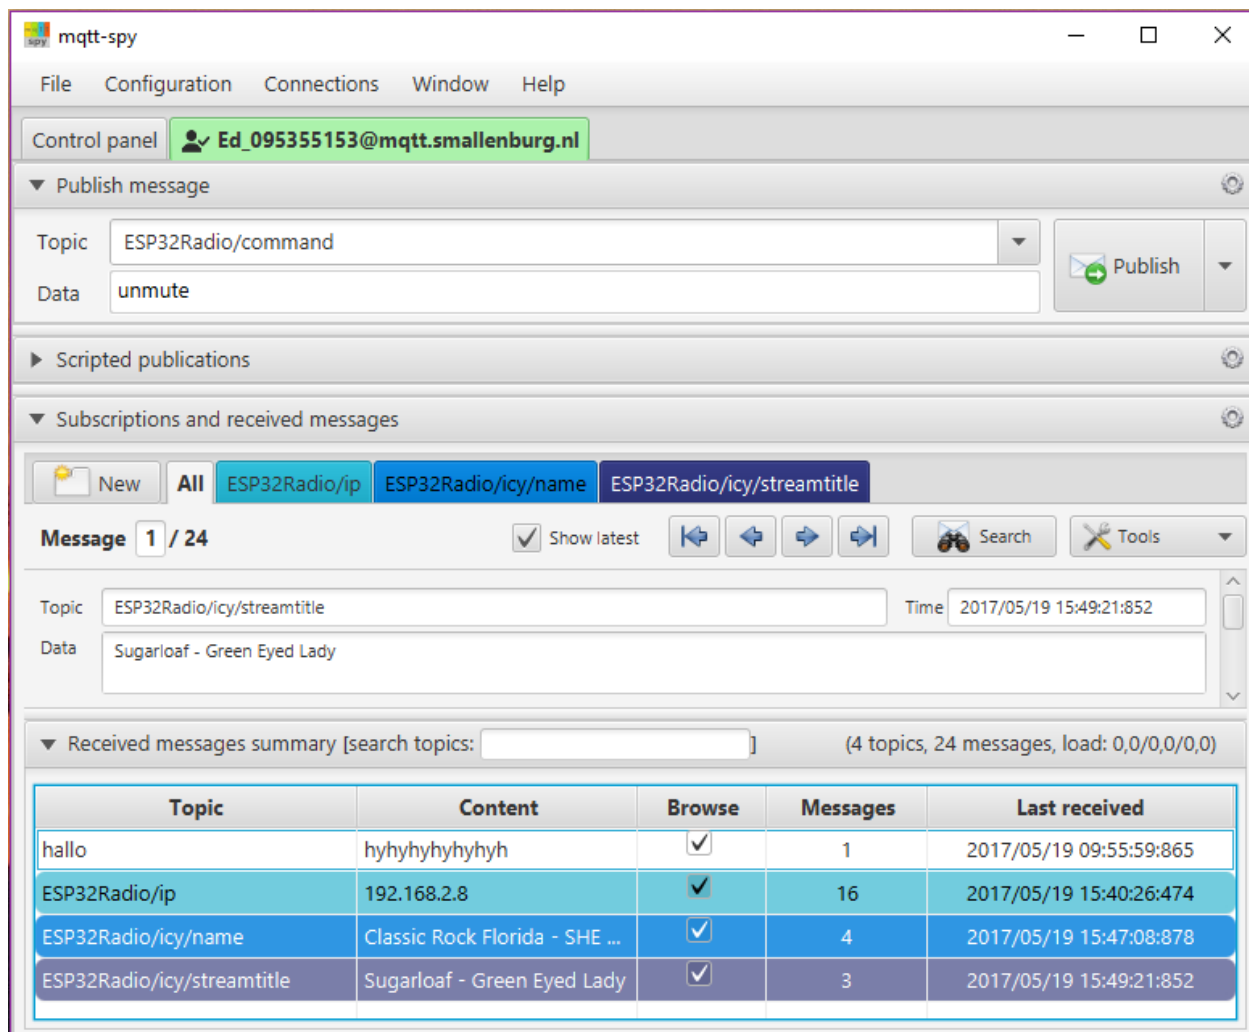 mqtt-spy
File Configuration Connections Window Help
Control panel Ed_095355153@mqtt.smallenburg.nl
Publish message
Topic ESP32Radio/command
Publish
Data unmute
Scripted publications
Subscriptions and received messages
New All ESP32Radio/ip ESP32Radio/icy/name ESP32Radio/icy/streamtitle
Message 1 / 24 Show latest Search Tools
Topic ESP32Radio/icy/streamtitle Time 2017/05/19 15:49:21:852
Data Sugarloaf - Green Eyed Lady
Received messages summary [search topics: ] (4 topics, 24 messages, load: 0,0/0,0/0,0)
Topic Content Browse Messages Last received
hallo hyhyhyhyhyhyh 1 2017/05/19 09:55:59:865
ESP32Radio/ip 192.168.2.8 16 2017/05/19 15:40:26:474
ESP32Radio/icy/name Classic Rock Florida - SHE ... 4 2017/05/19 15:47:08:878
ESP32Radio/icy/streamtitle Sugarloaf - Green Eyed Lady 3 2017/05/19 15:49:21:852